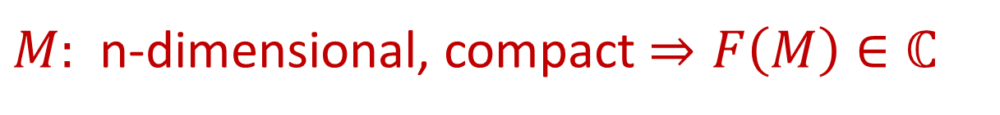 M: n-dimensional, compact ⇒ F(M) ∈ ℂ